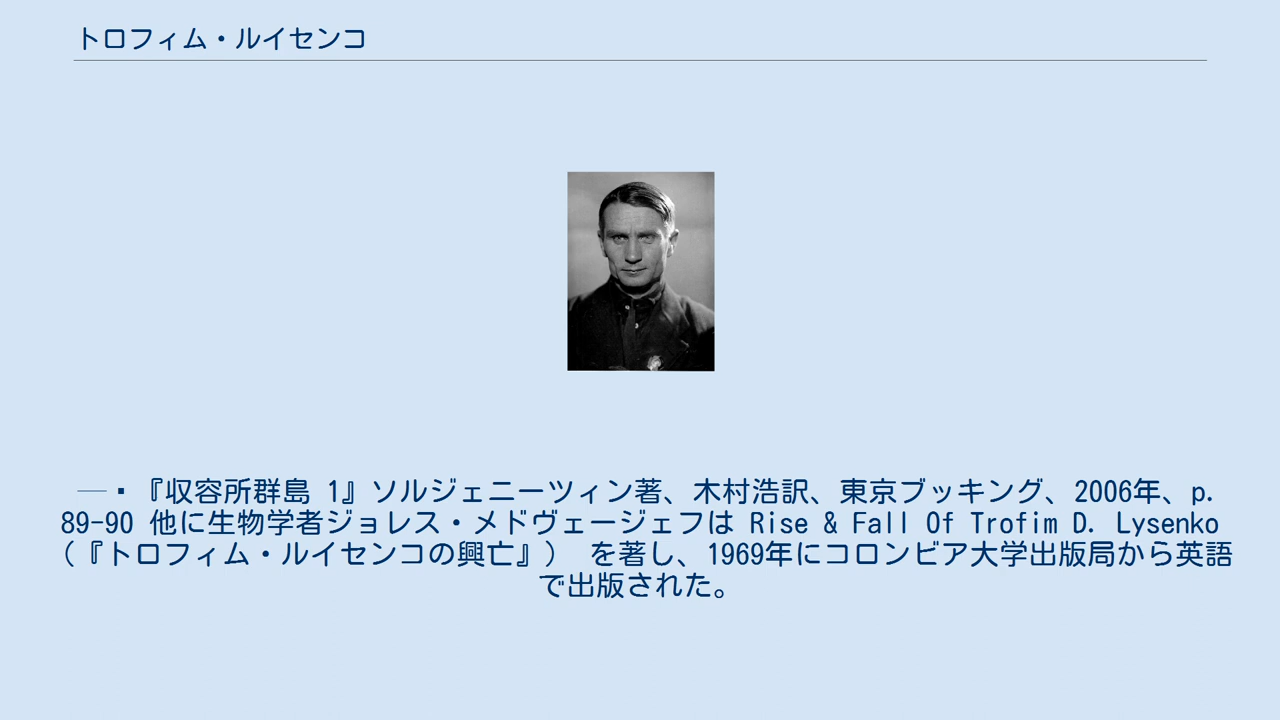 トロフィム・ルイセンコ
―▪『収容所群島 1』ソルジェニーツィン著、木村浩訳、東京ブッキング、2006年、p.
89-90 他に生物学者ジョレス・メドヴェージェフは Rise & Fall Of Trofim D. Lysenko
（『トロフィム・ルイセンコの興亡』） を著し、1969年にコロンビア大学出版局から英語
で出版された。